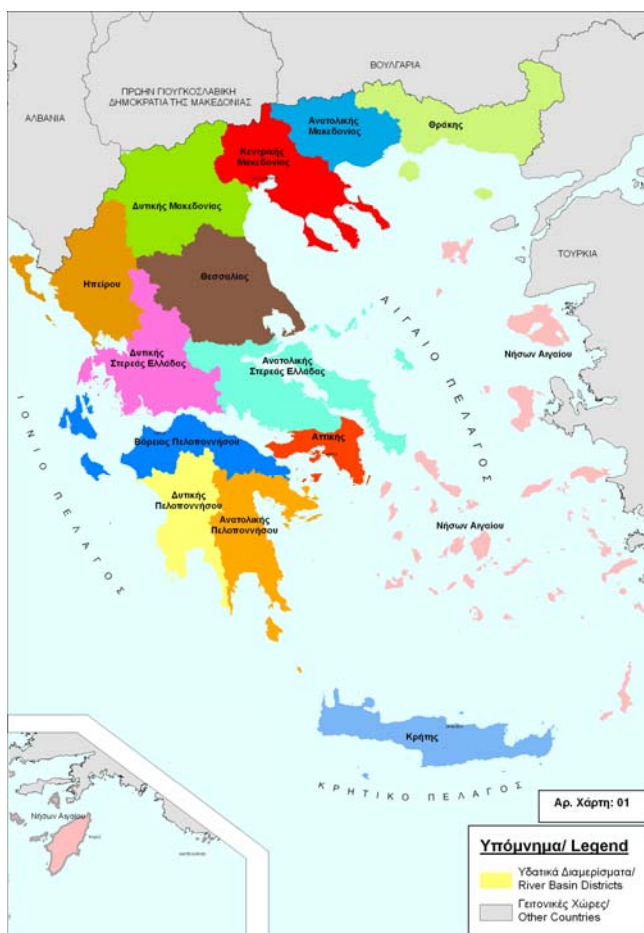 ΒΟΥΛΓΑΡΙΑ
ΠΡΩΗΝ ΓΙΟΥΓΚΟΣΛΑΒΙΚΗ
ΔΗΜΟΚΡΑΤΙΑ ΤΗΣ ΜΑΚΕΔΟΝΙΑΣ
ΑΛΒΑΝΙΑ
Ανατολικής
Μακεδονίας
Θράκης
Κεντρικής
Μακεδονίας
Δυτικής Μακεδονίας
ΤΟΥΡΚΙΑ
Ηπείρου
Θεσσαλίας
ΑΙΓΑΙΟ ΠΕΛΑΓΟΣ
Νήσων Αιγαίου
Δυτικής
Στερεάς Ελλάδας
Ανατολικής
Στερεάς Ελλάδας
ΙΟΝΙΟ ΠΕΛΑΓΟΣ
Βόρειας Πελοποννήσου
Αττικής
Δυτικής
Πελοποννήσου
Ανατολικής
Πελοποννήσου
Νήσων Αιγαίου
Κρήτης
ΚΡΗΤΙΚΟ ΠΕΛΑΓΟΣ
Νήσων Αιγαίου
Αρ. Χάρτη: 01
Υπόμνημα/ Legend
Υδατικά Διαμερίσματα/
River Basin Districts
Γειτονικές Χώρες/
Other Countries